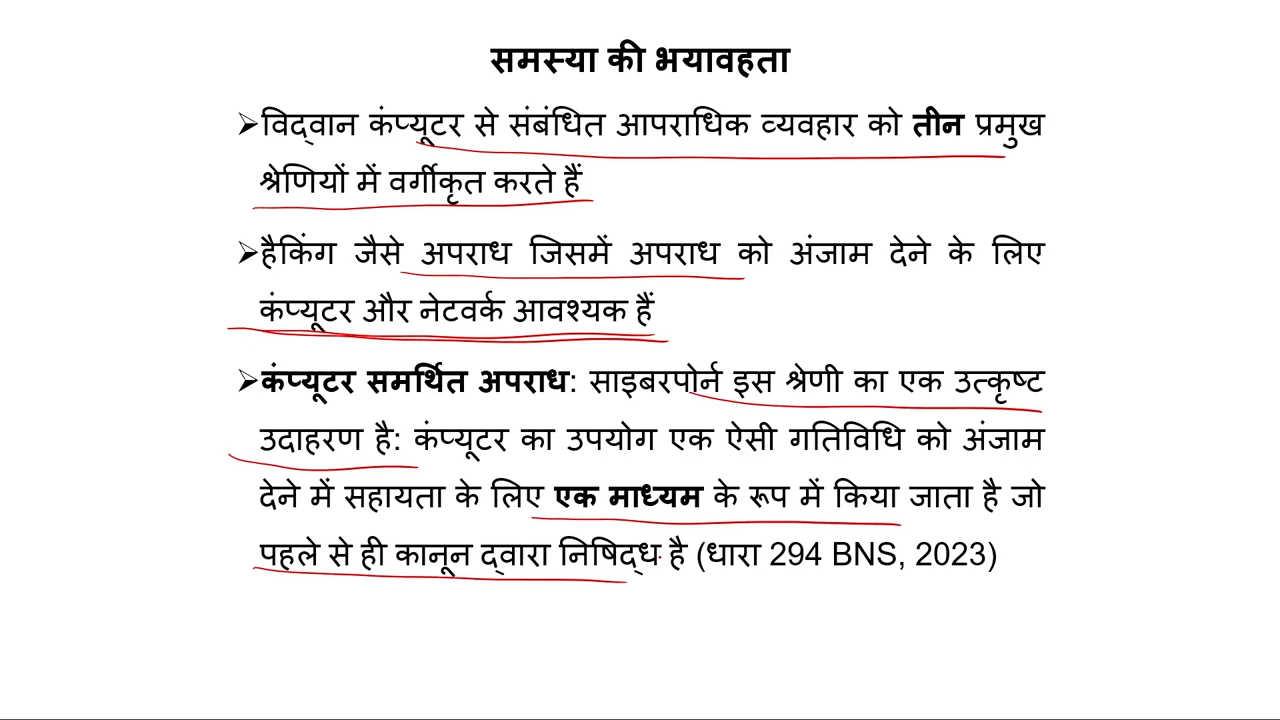 समस्या की भयावहता
➢विद्वान कंप्यूटर से संबंधित आपराधिक व्यवहार को तीन प्रमुख
श्रेणियों में वर्गीकृत करते हैं
➢हैकिंग जैसे अपराध जिसमें अपराध को अंजाम देने के लिए
कंप्यूटर और नेटवर्क आवश्यक हैं
➢कंप्यूटर समर्थित अपराध: साइबरपोर्न इस श्रेणी का एक उत्कृष्ट
उदाहरण है: कंप्यूटर का उपयोग एक ऐसी गतिविधि को अंजाम
देने में सहायता के लिए एक माध्यम के रूप में किया जाता है जो
पहले से ही कानून द्वारा निषिद्ध है (धारा 294 BNS, 2023)